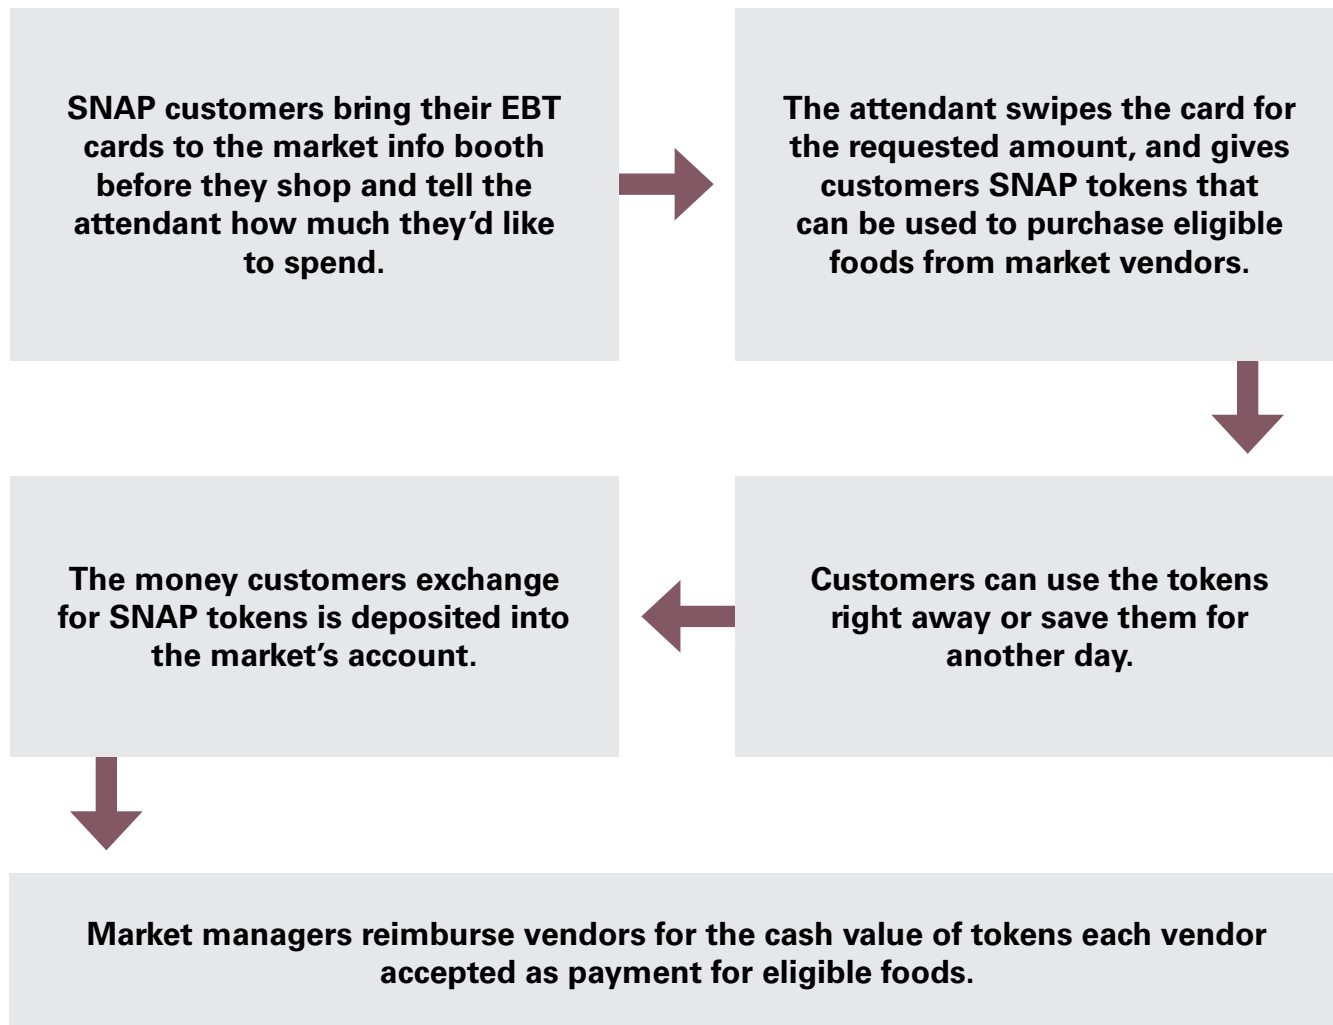 SNAP customers bring their EBT
cards to the market info booth
before they shop and tell the
attendant how much they’d like
to spend.
The attendant swipes the card for
the requested amount, and gives
customers SNAP tokens that
can be used to purchase eligible
foods from market vendors.
Customers can use the tokens
right away or save them for
another day.
The money customers exchange
for SNAP tokens is deposited into
the market’s account.
Market managers reimburse vendors for the cash value of tokens each vendor
accepted as payment for eligible foods.